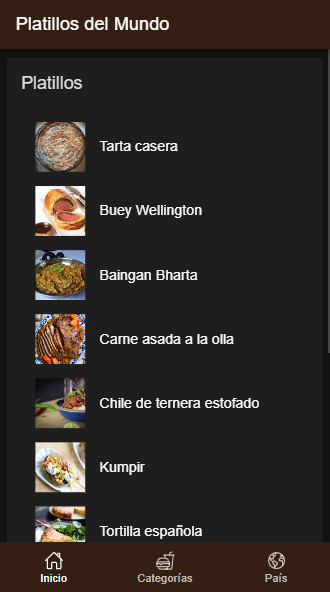 Platillos del Mundo
Platillos
Tarta casera
Buey Wellington
Baingan Bharta
Carne asada a la olla
Chile de ternera estofado
Kumpir
Tortilla española
Inicio
Categorías
País